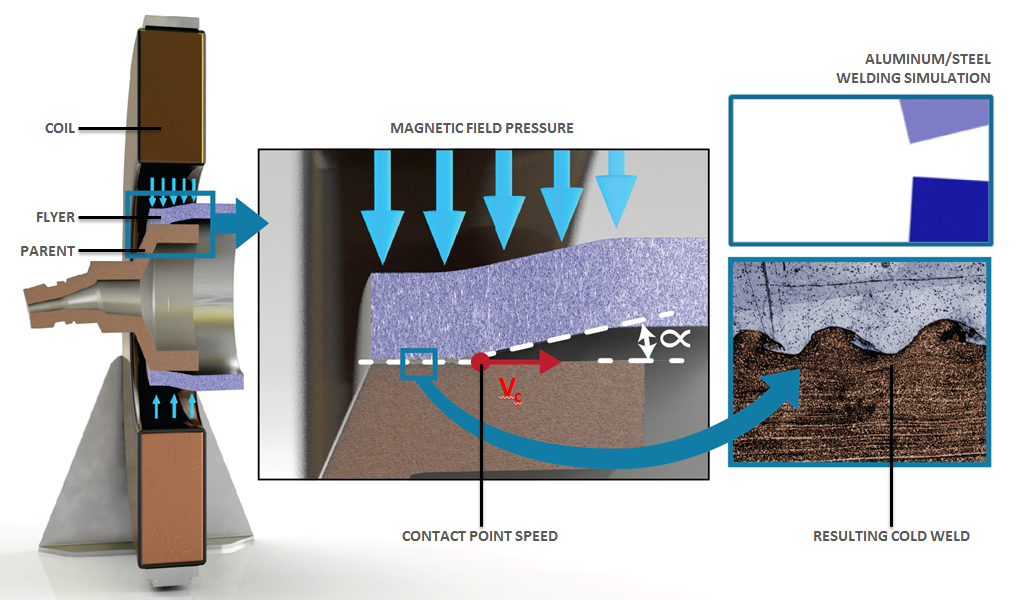 ALUMINUM/STEEL
WELDING SIMULATION
COIL
MAGNETIC FIELD PRESSURE
FLYER
PARENT
α
Vc
CONTACT POINT SPEED
RESULTING COLD WELD